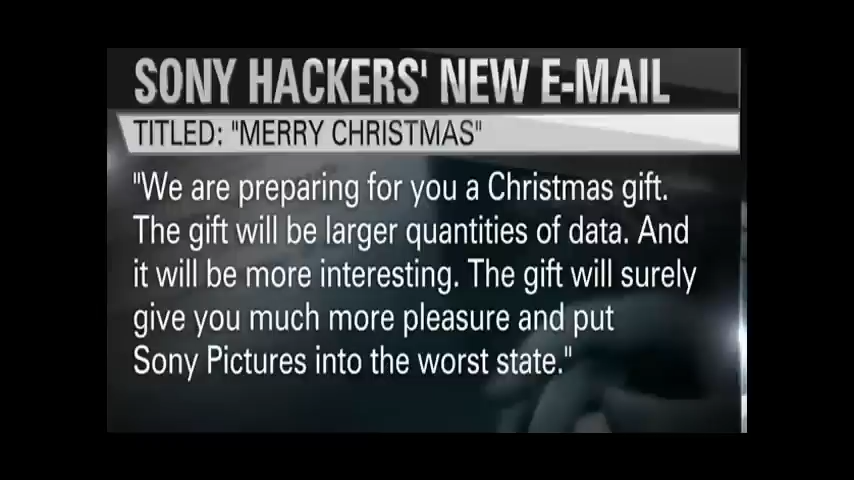 SONY HACKERS' NEW E-MAIL
TITLED: "MERRY CHRISTMAS"
"We are preparing for you a Christmas gift.
The gift will be larger quantities of data. And
it will be more interesting. The gift will surely
give you much more pleasure and put
Sony Pictures into the worst state."